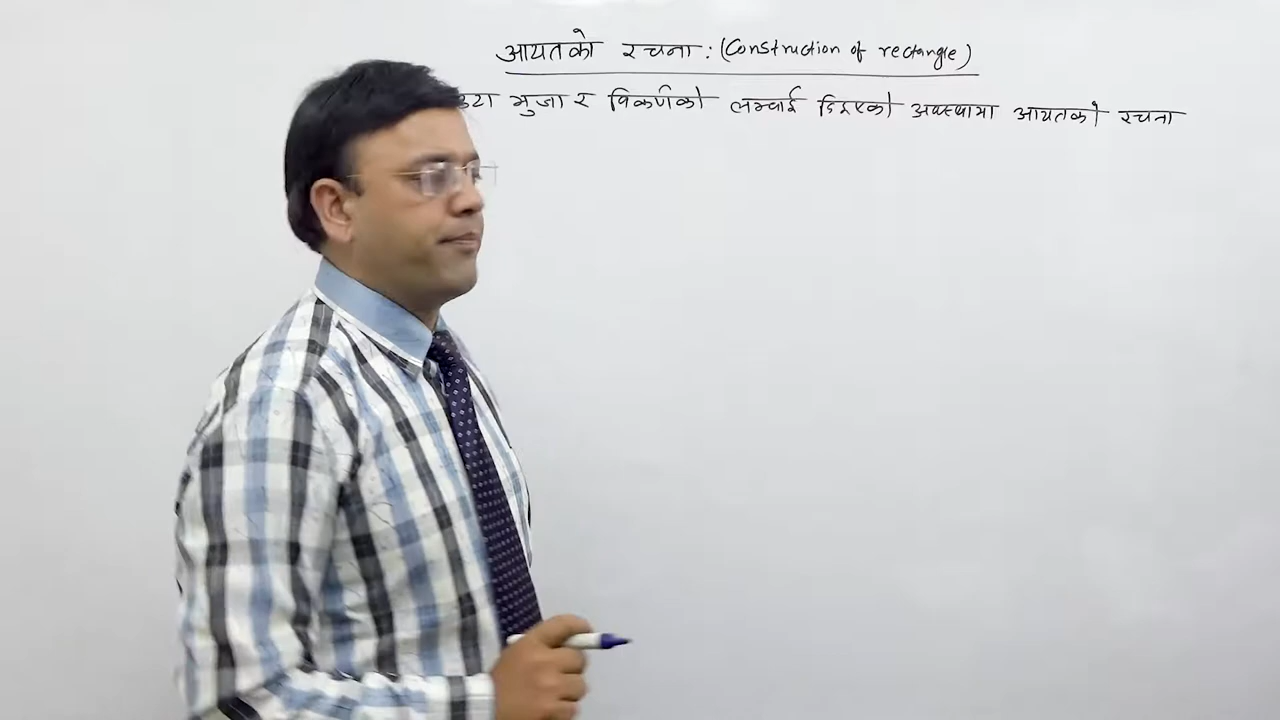 आयतको रचना : (Construction of rectangle)
भुजा र विकर्णको लम्बाई दिइएको अवस्थामा आयतको रचना